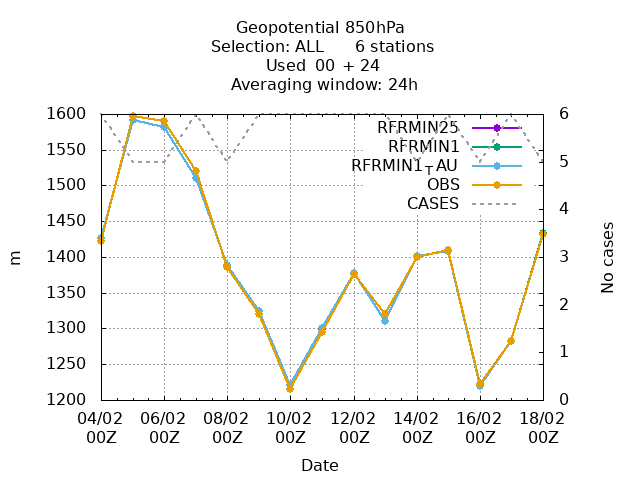 Geopotential 850hPa
Selection: ALL 6 stations
Used 00 + 24
Averaging window: 24h
RFRMIN25
RFRMIN1
RFRMIN1_TAU
OBS
CASES
1600
1550
1500
1450
1400
1350
1300
1250
1200
m
6
5
4
3
2
1
0
No cases
04/02 06/02 08/02 10/02 12/02 14/02 16/02 18/02
00Z 00Z 00Z 00Z 00Z 00Z 00Z 00Z
Date